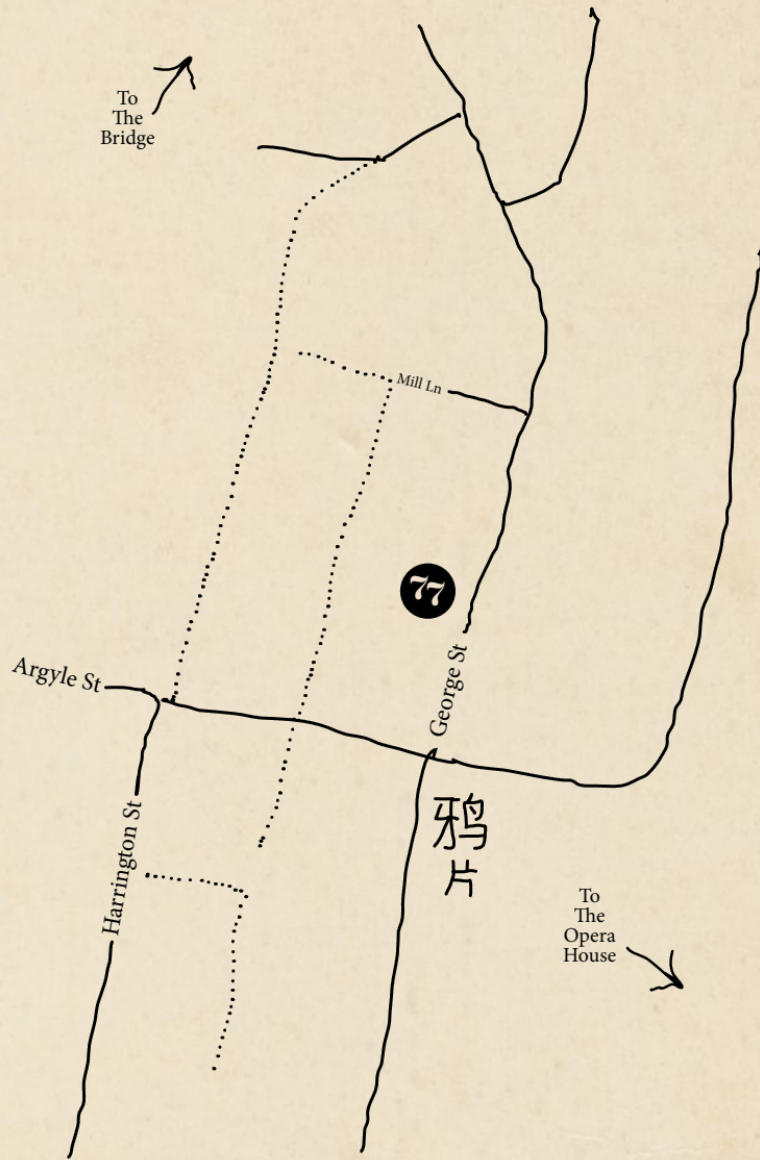 To
The
Bridge
Mill Ln
77
George St
Argyle St
Harrington St
鸦
片
To
The
Opera
House